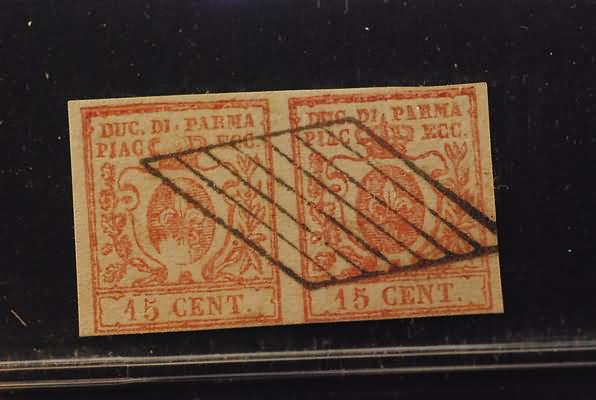 DUC. DI. PARMA
PIAC ECC.
15 CENT.
DUC. DI. PARMA
PIAC ECC.
15 CENT.